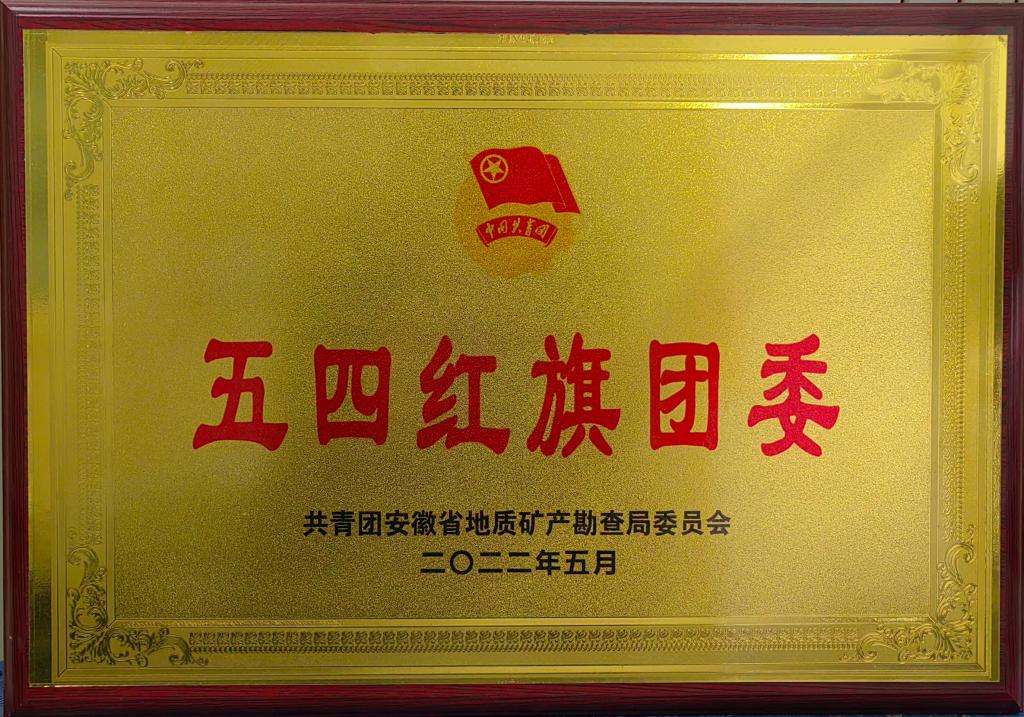 中国共青团
五四红旗团委
共青团安徽省地质矿产勘查局委员会
二〇二二年五月